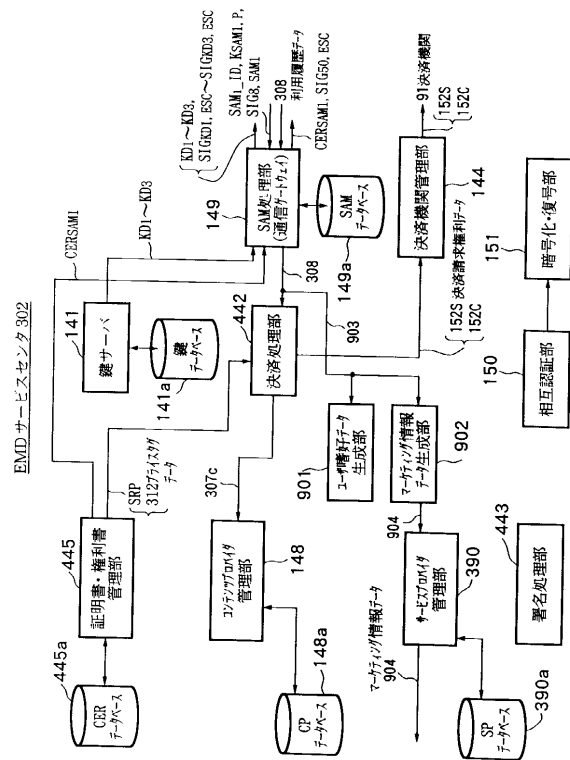 EMD サービスセンタ 302
445a
CER
データベース
445
証明書・権利書
管理部
SRP
312プライスタグ
データ
CERSAM1
141
鍵サーバ
141a
鍵
データベース
KD1～KD3
149
SAM処理部
(通信ゲートウェイ)
KD1～KD3,
SIGKD1, ESC～SIGKD3, ESC
SAM1_ID, KSAM1, P,
SIG8, SAM1
308
利用履歴データ
CERSAM1, SIG50, ESC
149a
SAM
データベース
308
442
決済処理部
307c
コンテンツプロバイダ
管理部
148
148a
CP
データベース
903
152S 決済請求権利データ
152C
決済機関管理部
144
91 決済機関
152S
152C
ユーザ嗜好データ
生成部
901
マーケティング情報
データ生成部
902
904
サービスプロバイダ
管理部
390
マーケティング情報データ
904
SP
データベース
390a
署名処理部
443
相互認証部
150
暗号化・復号部
151